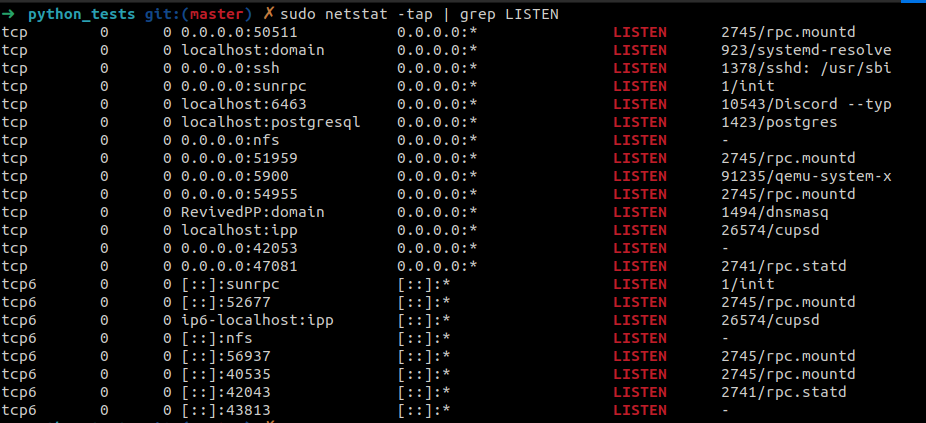 ➜ python_tests git:(master) ✗ sudo netstat -tap | grep LISTEN
tcp 0 0 0.0.0.0:50511 0.0.0.0:* LISTEN 2745/rpc.mountd
tcp 0 0 localhost:domain 0.0.0.0:* LISTEN 923/systemd-resolve
tcp 0 0 0.0.0.0:ssh 0.0.0.0:* LISTEN 1378/sshd: /usr/sbi
tcp 0 0 0.0.0.0:sunrpc 0.0.0.0:* LISTEN 1/init
tcp 0 0 localhost:6463 0.0.0.0:* LISTEN 10543/Discord --typ
tcp 0 0 localhost:postgresql 0.0.0.0:* LISTEN 1423/postgres
tcp 0 0 0.0.0.0:nfs 0.0.0.0:* LISTEN -
tcp 0 0 0.0.0.0:51959 0.0.0.0:* LISTEN 2745/rpc.mountd
tcp 0 0 0.0.0.0:5900 0.0.0.0:* LISTEN 91235/qemu-system-x
tcp 0 0 0.0.0.0:54955 0.0.0.0:* LISTEN 2745/rpc.mountd
tcp 0 0 RevivedPP:domain 0.0.0.0:* LISTEN 1494/dnsmasq
tcp 0 0 localhost:ipp 0.0.0.0:* LISTEN 26574/cupsd
tcp 0 0 0.0.0.0:42053 0.0.0.0:* LISTEN -
tcp 0 0 0.0.0.0:47081 0.0.0.0:* LISTEN 2741/rpc.statd
tcp6 0 0 [::]:sunrpc [::]:* LISTEN 1/init
tcp6 0 0 [::]:52677 [::]:* LISTEN 2745/rpc.mountd
tcp6 0 0 ip6-localhost:ipp [::]:* LISTEN 26574/cupsd
tcp6 0 0 [::]:nfs [::]:* LISTEN -
tcp6 0 0 [::]:56937 [::]:* LISTEN 2745/rpc.mountd
tcp6 0 0 [::]:40535 [::]:* LISTEN 2745/rpc.mountd
tcp6 0 0 [::]:42043 [::]:* LISTEN 2741/rpc.statd
tcp6 0 0 [::]:43813 [::]:* LISTEN -